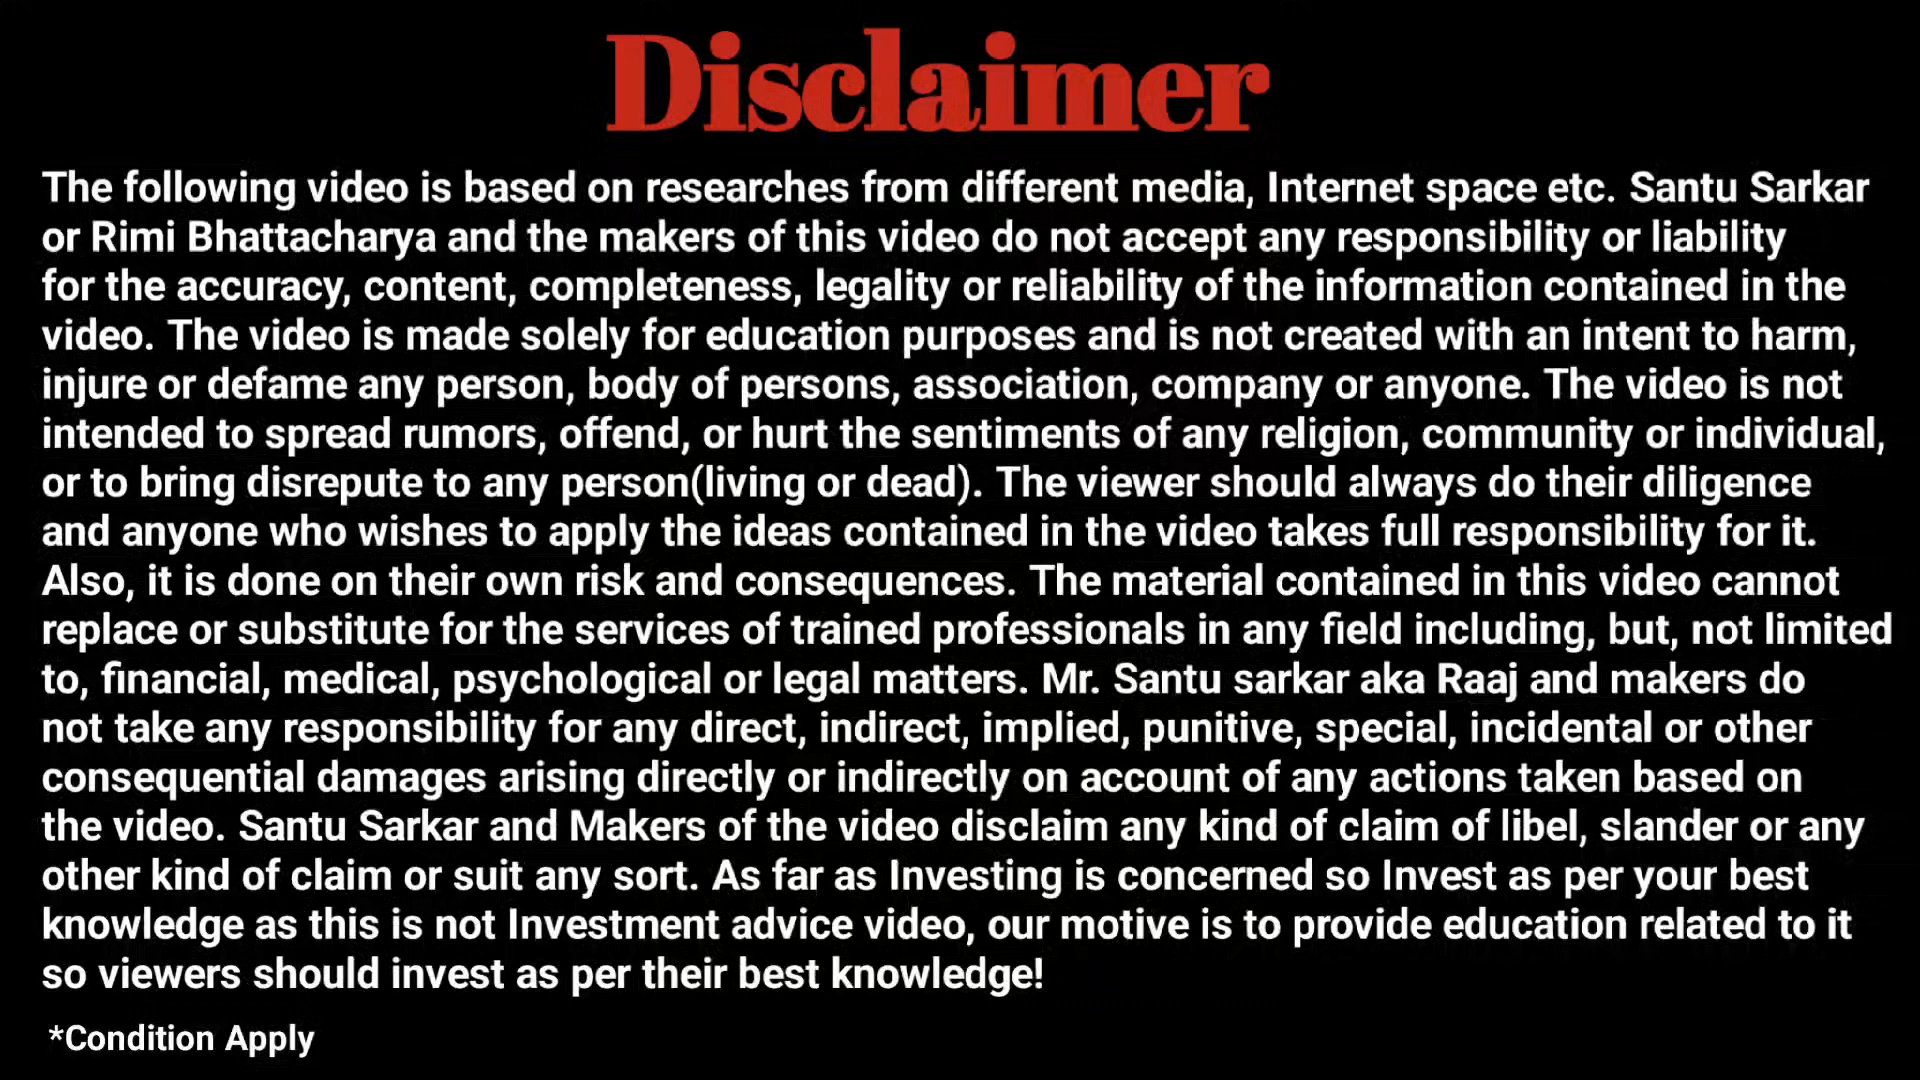 Disclaimer
The following video is based on researches from different media, Internet space etc. Santu Sarkar
or Rimi Bhattacharya and the makers of this video do not accept any responsibility or liability
for the accuracy, content, completeness, legality or reliability of the information contained in the
video. The video is made solely for education purposes and is not created with an intent to harm,
injure or defame any person, body of persons, association, company or anyone. The video is not
intended to spread rumors, offend, or hurt the sentiments of any religion, community or individual,
or to bring disrepute to any person(living or dead). The viewer should always do their diligence
and anyone who wishes to apply the ideas contained in the video takes full responsibility for it.
Also, it is done on their own risk and consequences. The material contained in this video cannot
replace or substitute for the services of trained professionals in any field including, but, not limited
to, financial, medical, psychological or legal matters. Mr. Santu sarkar aka Raaj and makers do
not take any responsibility for any direct, indirect, implied, punitive, special, incidental or other
consequential damages arising directly or indirectly on account of any actions taken based on
the video. Santu Sarkar and Makers of the video disclaim any kind of claim of libel, slander or any
other kind of claim or suit any sort. As far as Investing is concerned so Invest as per your best
knowledge as this is not Investment advice video, our motive is to provide education related to it
so viewers should invest as per their best knowledge!
*Condition Apply